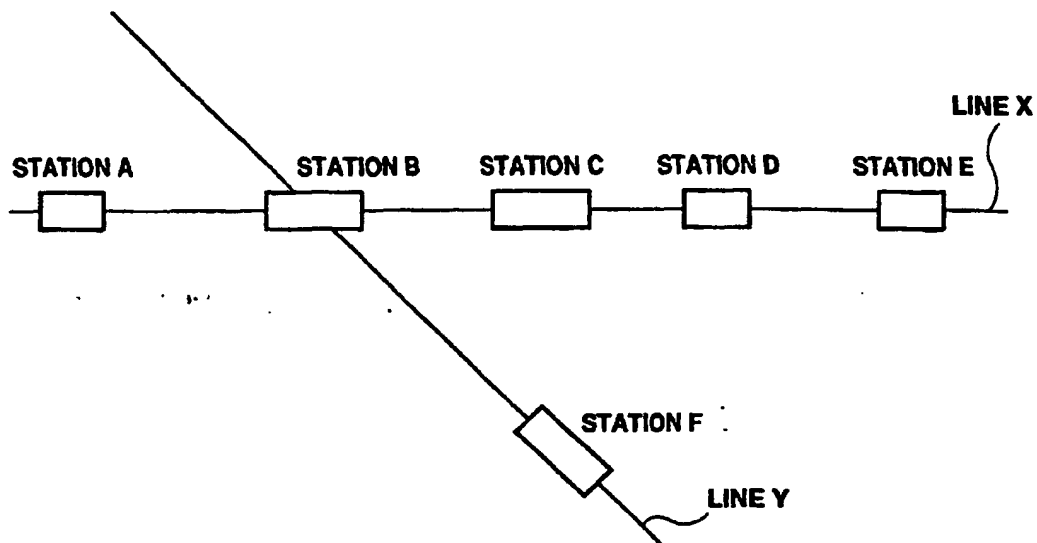 LINE X
STATION A
STATION B
STATION C
STATION D
STATION E
STATION F
LINE Y